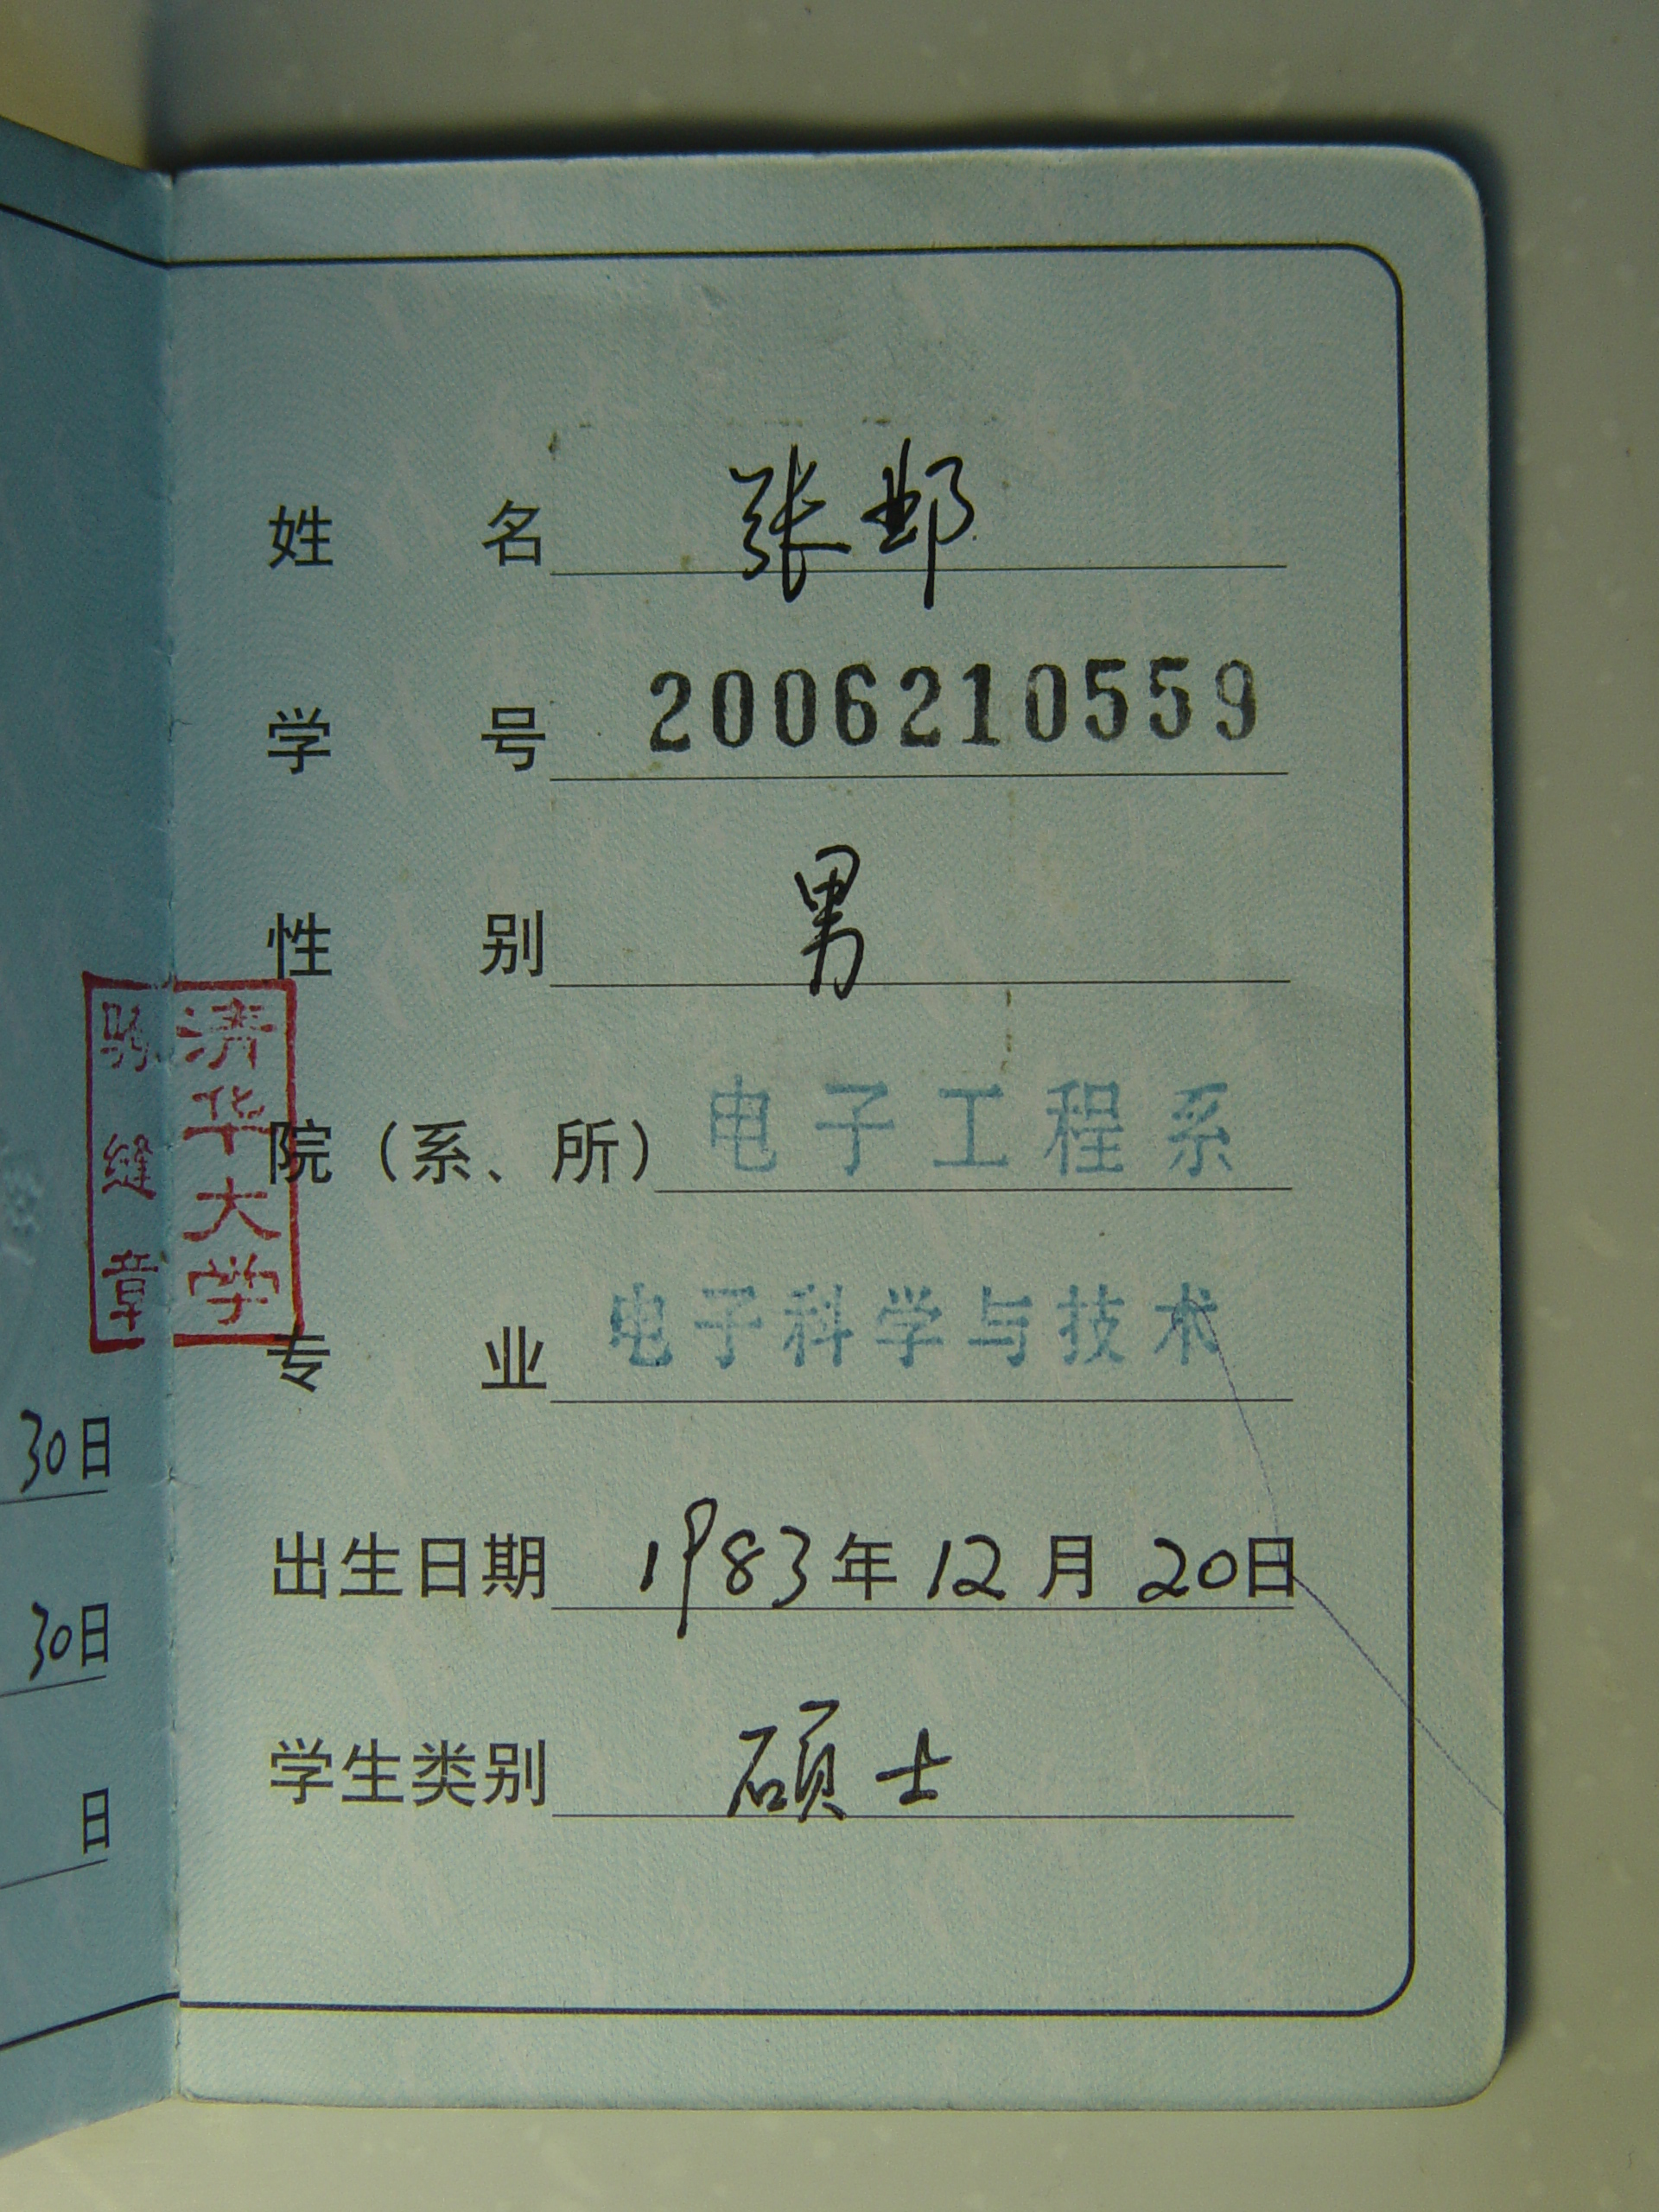 姓名 张邺
学号 2006210559
性别 男
院（系、所） 电子工程系
专业 电子科学与技术
出生日期 1983年12月20日
学生类别 硕士
清华大学
骑缝章
30日
30日
日